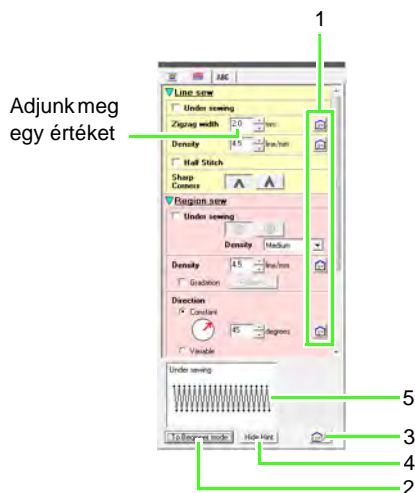 1
ABC
Line sew
Under sewing
Adjunk meg
egy értéket
Zigzag width 2.0 mm
Density 4.5 line/mm
Half Stitch
Sharp
Corners
Region sew
Under sewing
Density Medium
Density 4.5 line/mm
Gradation
Direction
Constant
45 degrees
Variable
Under sewing
5
To Beginner mode Hide Hint
3
4
2